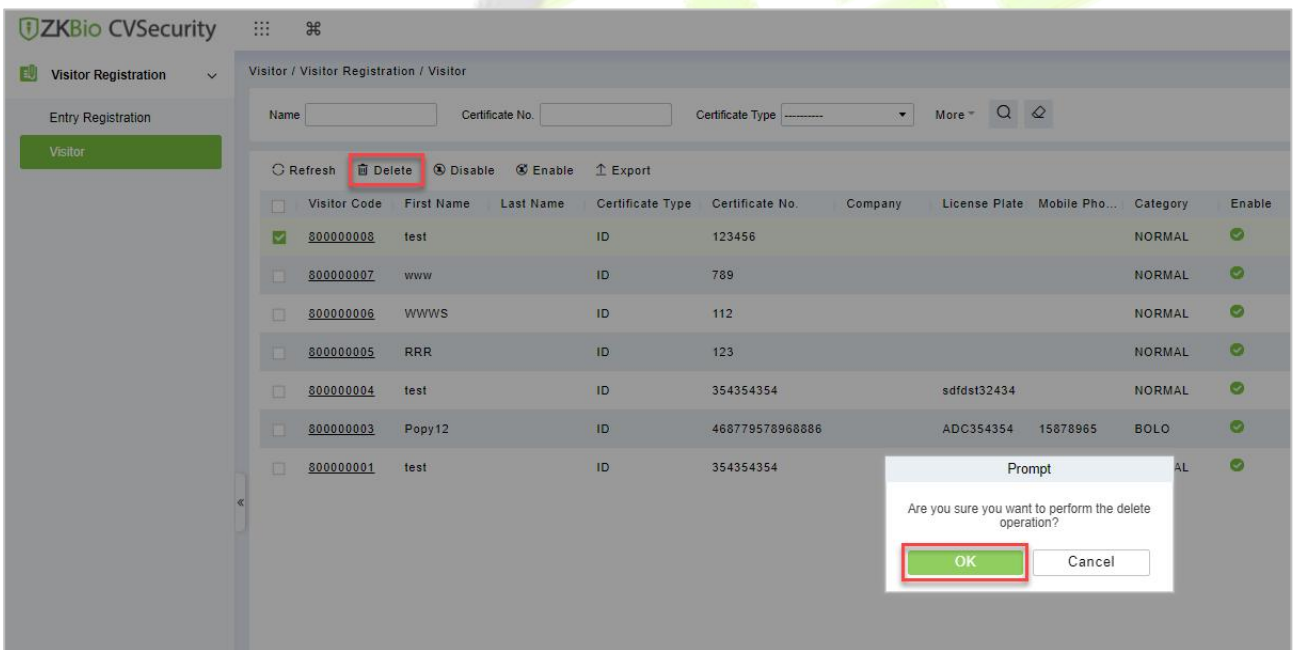 ZKBio CVSecurity
Visitor Registration
Entry Registration
Visitor
Visitor / Visitor Registration / Visitor
Name Certificate No. Certificate Type ---------- More
Refresh Delete Disable Enable Export
Visitor Code First Name Last Name Certificate Type Certificate No. Company License Plate Mobile Pho... Category Enable
800000008 test ID 123456 NORMAL
800000007 www ID 789 NORMAL
800000006 WWWS ID 112 NORMAL
800000005 RRR ID 123 NORMAL
800000004 test ID 354354354 sdfdst32434 NORMAL
800000003 Popy12 ID 468779578968886 ADC354354 15878965 BOLO
800000001 test ID 354354354 AL
Prompt
Are you sure you want to perform the delete
operation?
OK Cancel